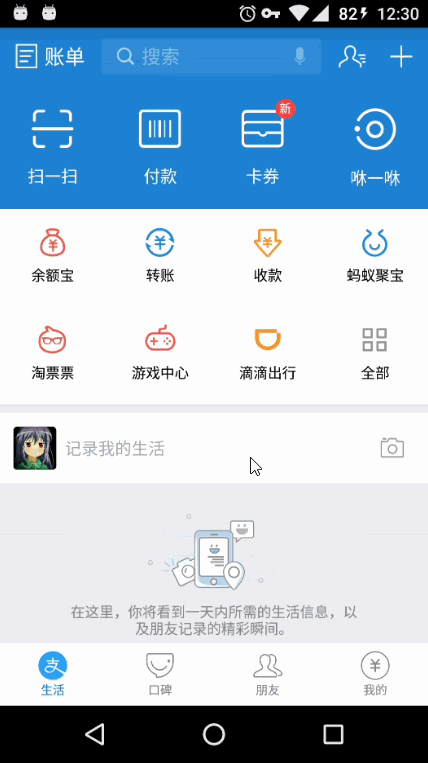 82 12:30
账单 搜索
新
扫一扫 付款 卡券 咻一咻
余额宝 转账 收款 蚂蚁聚宝
淘票票 游戏中心 滴滴出行 全部
记录我的生活
在这里，你将看到一天内所需的生活信息，以
及朋友记录的精彩瞬间。
支
生活 口碑 朋友 我的